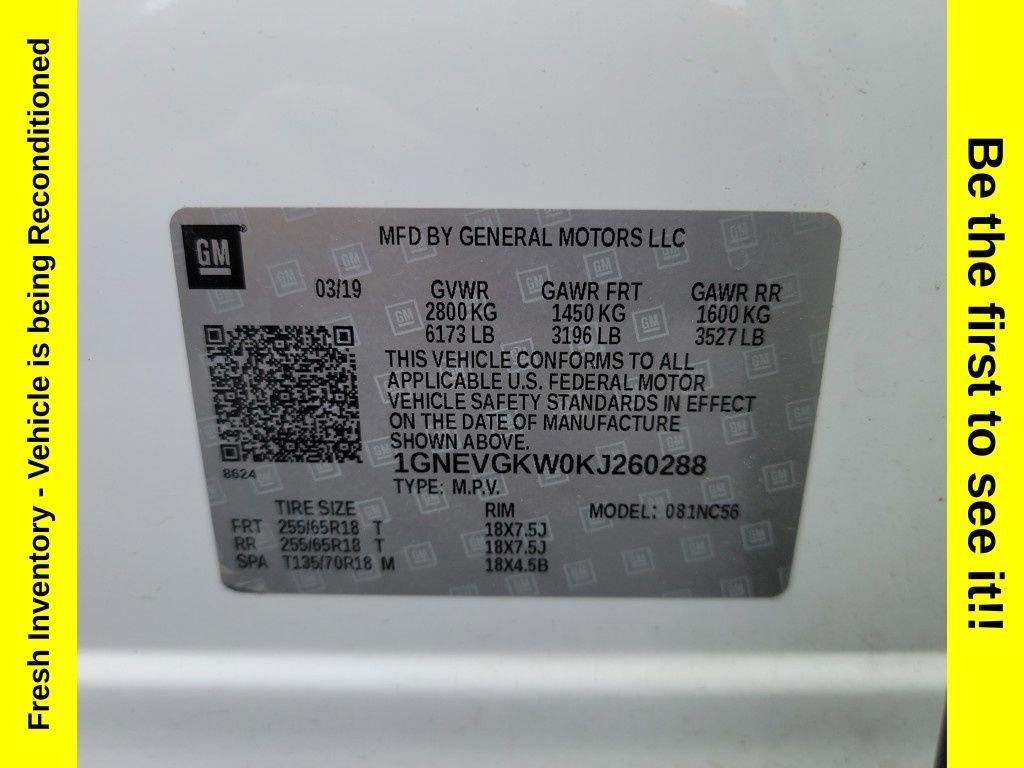 Fresh Inventory - Vehicle is being Reconditioned
GM
MFD BY GENERAL MOTORS LLC
03/19 GVWR GAWR FRT GAWR RR
2800 KG 1450 KG 1600 KG
6173 LB 3196 LB 3527 LB
THIS VEHICLE CONFORMS TO ALL
APPLICABLE U.S. FEDERAL MOTOR
VEHICLE SAFETY STANDARDS IN EFFECT
ON THE DATE OF MANUFACTURE
SHOWN ABOVE.
1GNEVGKW0KJ260288
8624
TYPE: M.P.V.
TIRE SIZE RIM MODEL: 081NC56
FRT 255/65R18 T 18X7.5J
RR 255/65R18 T 18X7.5J
SPA T135/70R18 M 18X4.5B
Be the first to see it!!